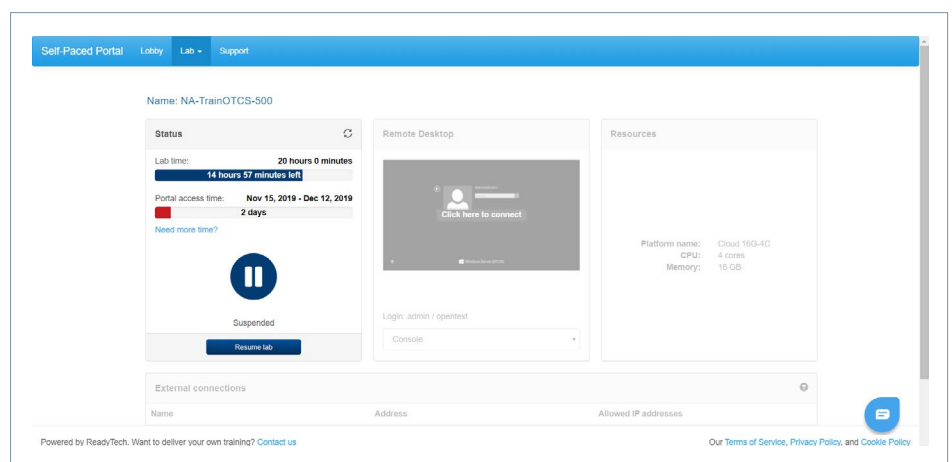 Self-Paced Portal Lobby Lab Support
Name: NA-TrainOTCS-500
Status
Lab time: 20 hours 0 minutes
14 hours 57 minutes left
Portal access time: Nov 15, 2019 - Dec 12, 2019
2 days
Need more time?
Suspended
Resume lab
Remote Desktop
Click here to connect
Login: admin / opentext
Console
Resources
Platform name: Cloud 16G-4C
CPU: 4 cores
Memory: 16 GB
External connections
Name Address Allowed IP addresses
Powered by ReadyTech. Want to deliver your own training? Contact us
Our Terms of Service, Privacy Policy, and Cookie Policy